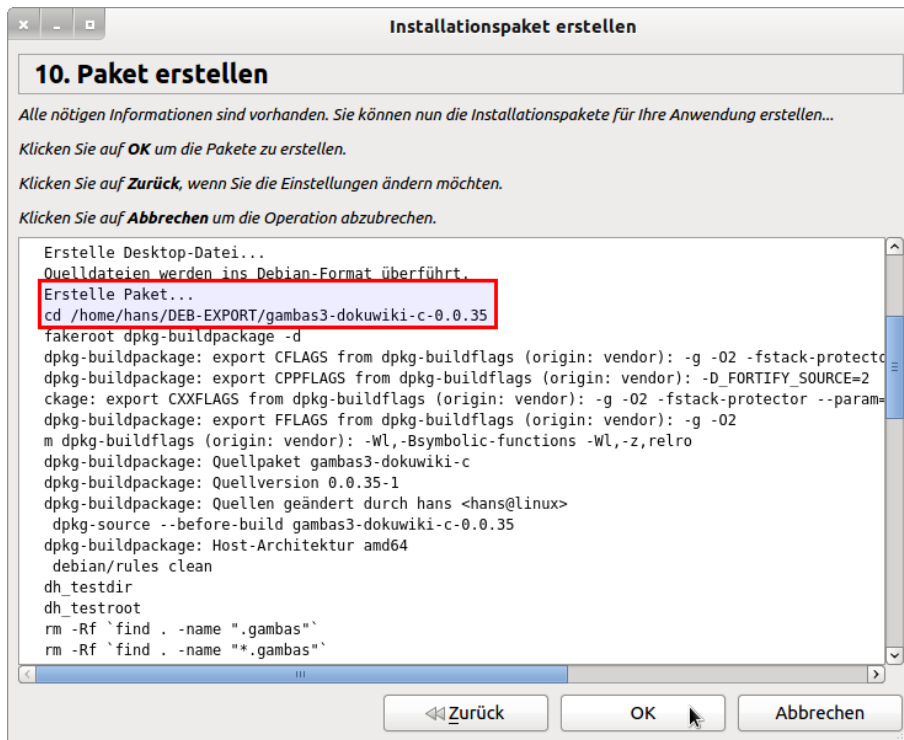 Installationspaket erstellen
10. Paket erstellen
Alle nötigen Informationen sind vorhanden. Sie können nun die Installationspakete für Ihre Anwendung erstellen...
Klicken Sie auf OK um die Pakete zu erstellen.
Klicken Sie auf Zurück, wenn Sie die Einstellungen ändern möchten.
Klicken Sie auf Abbrechen um die Operation abzubrechen.
Erstelle Desktop-Datei...
Quelldateien werden ins Debian-Format überführt.
Erstelle Paket...
cd /home/hans/DEB-EXPORT/gambas3-dokuwiki-c-0.0.35
fakeroot dpkg-buildpackage -d
dpkg-buildpackage: export CFLAGS from dpkg-buildflags (origin: vendor): -g -O2 -fstack-protecto
dpkg-buildpackage: export CPPFLAGS from dpkg-buildflags (origin: vendor): -D_FORTIFY_SOURCE=2
ckage: export CXXFLAGS from dpkg-buildflags (origin: vendor): -g -O2 -fstack-protector --param=
dpkg-buildpackage: export FFLAGS from dpkg-buildflags (origin: vendor): -g -O2
m dpkg-buildflags (origin: vendor): -Wl,-Bsymbolic-functions -Wl,-z,relro
dpkg-buildpackage: Quellpaket gambas3-dokuwiki-c
dpkg-buildpackage: Quellversion 0.0.35-1
dpkg-buildpackage: Quellen geändert durch hans <hans@linux>
dpkg-source --before-build gambas3-dokuwiki-c-0.0.35
dpkg-buildpackage: Host-Architektur amd64
debian/rules clean
dh_testdir
dh_testroot
rm -Rf `find . -name ".gambas"`
rm -Rf `find . -name "*.gambas"`
Zurück OK Abbrechen